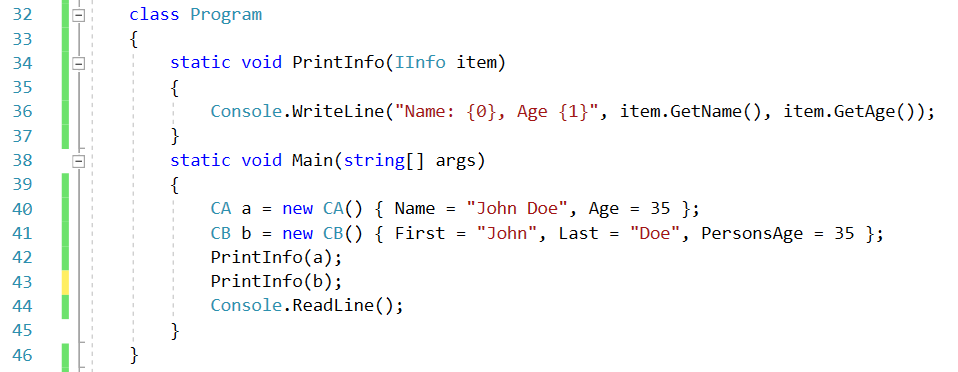 32 class Program
33 {
34 static void PrintInfo(IInfo item)
35 {
36 Console.WriteLine("Name: {0}, Age {1}", item.GetName(), item.GetAge());
37 }
38 static void Main(string[] args)
39 {
40 CA a = new CA() { Name = "John Doe", Age = 35 };
41 CB b = new CB() { First = "John", Last = "Doe", PersonsAge = 35 };
42 PrintInfo(a);
43 PrintInfo(b);
44 Console.ReadLine();
45 }
46 }